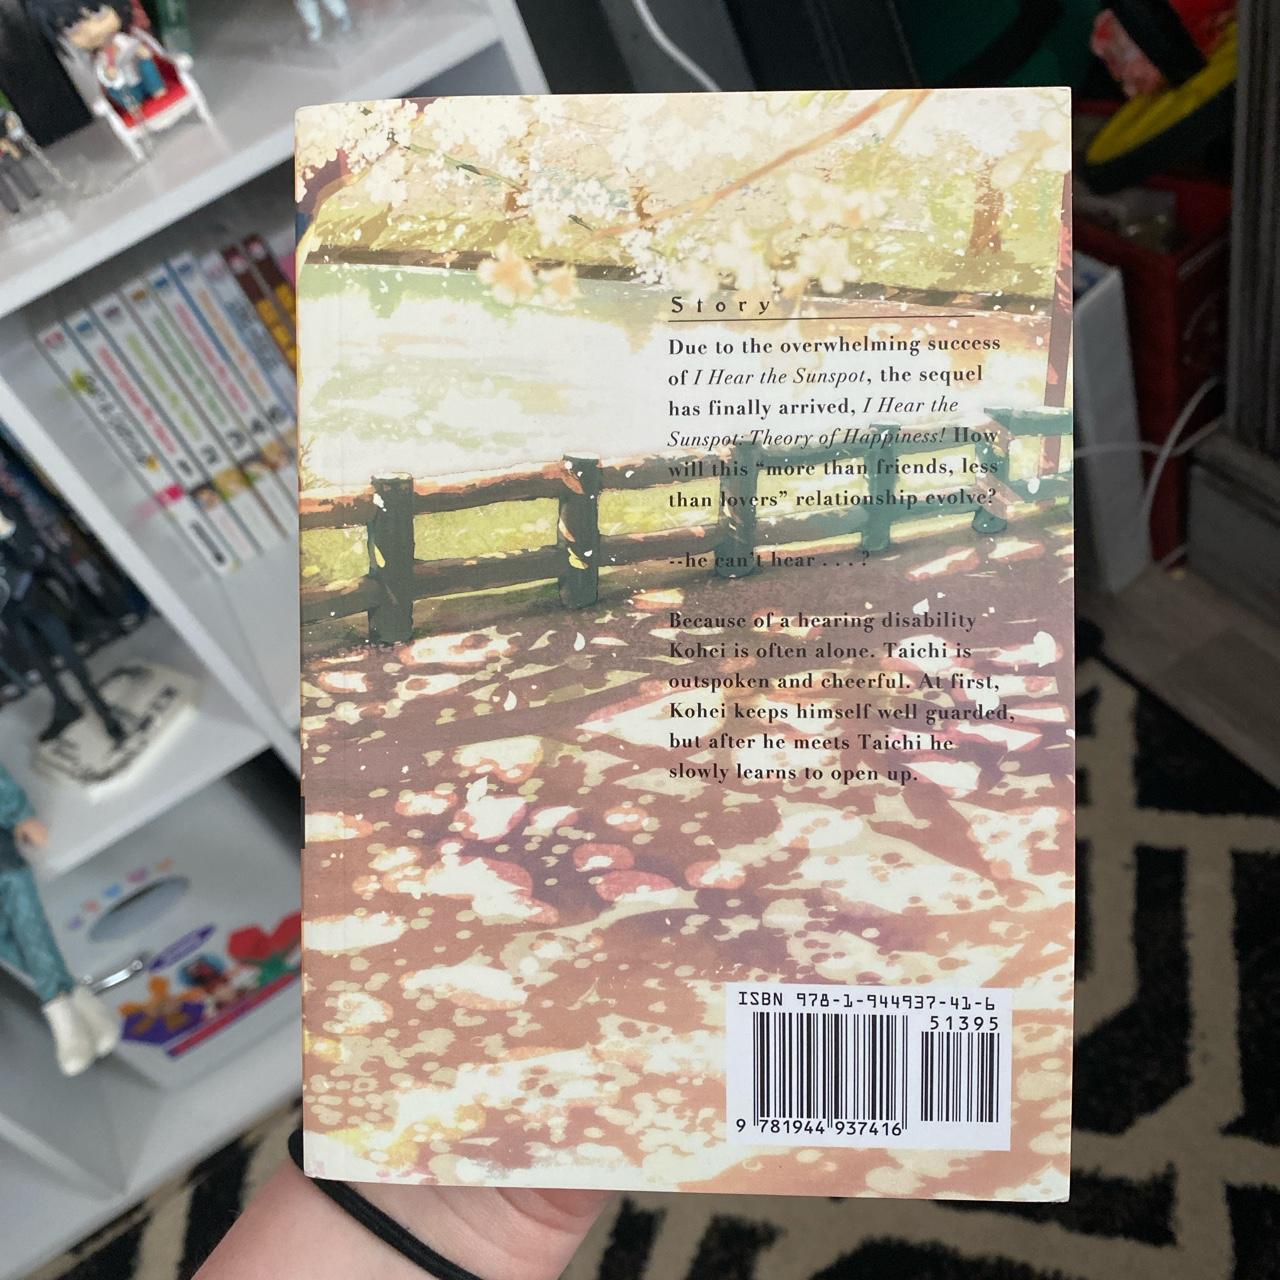 Story
Due to the overwhelming success
of I Hear the Sunspot, the sequel
has finally arrived, I Hear the
Sunspot: Theory of Happiness! How
will this “more than friends, less
than lovers” relationship evolve?
--he can't hear . . . ?
Because of a hearing disability
Kohei is often alone. Taichi is
outspoken and cheerful. At first,
Kohei keeps himself well guarded,
but after he meets Taichi he
slowly learns to open up.
ISBN 978-1-944937-41-6
51395
9 781944 937416